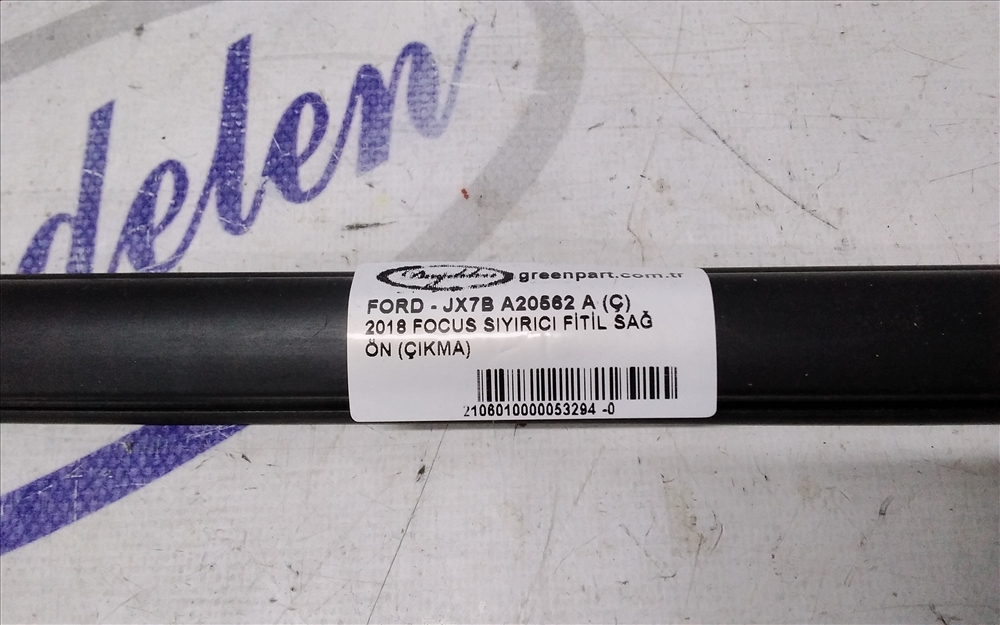 delen
greenpart.com.tr
FORD - JX7B A20562 A (Ç)
2018 FOCUS SIYIRICI FİTİL SAĞ
ÖN (ÇIKMA)
2106010000053294 -0